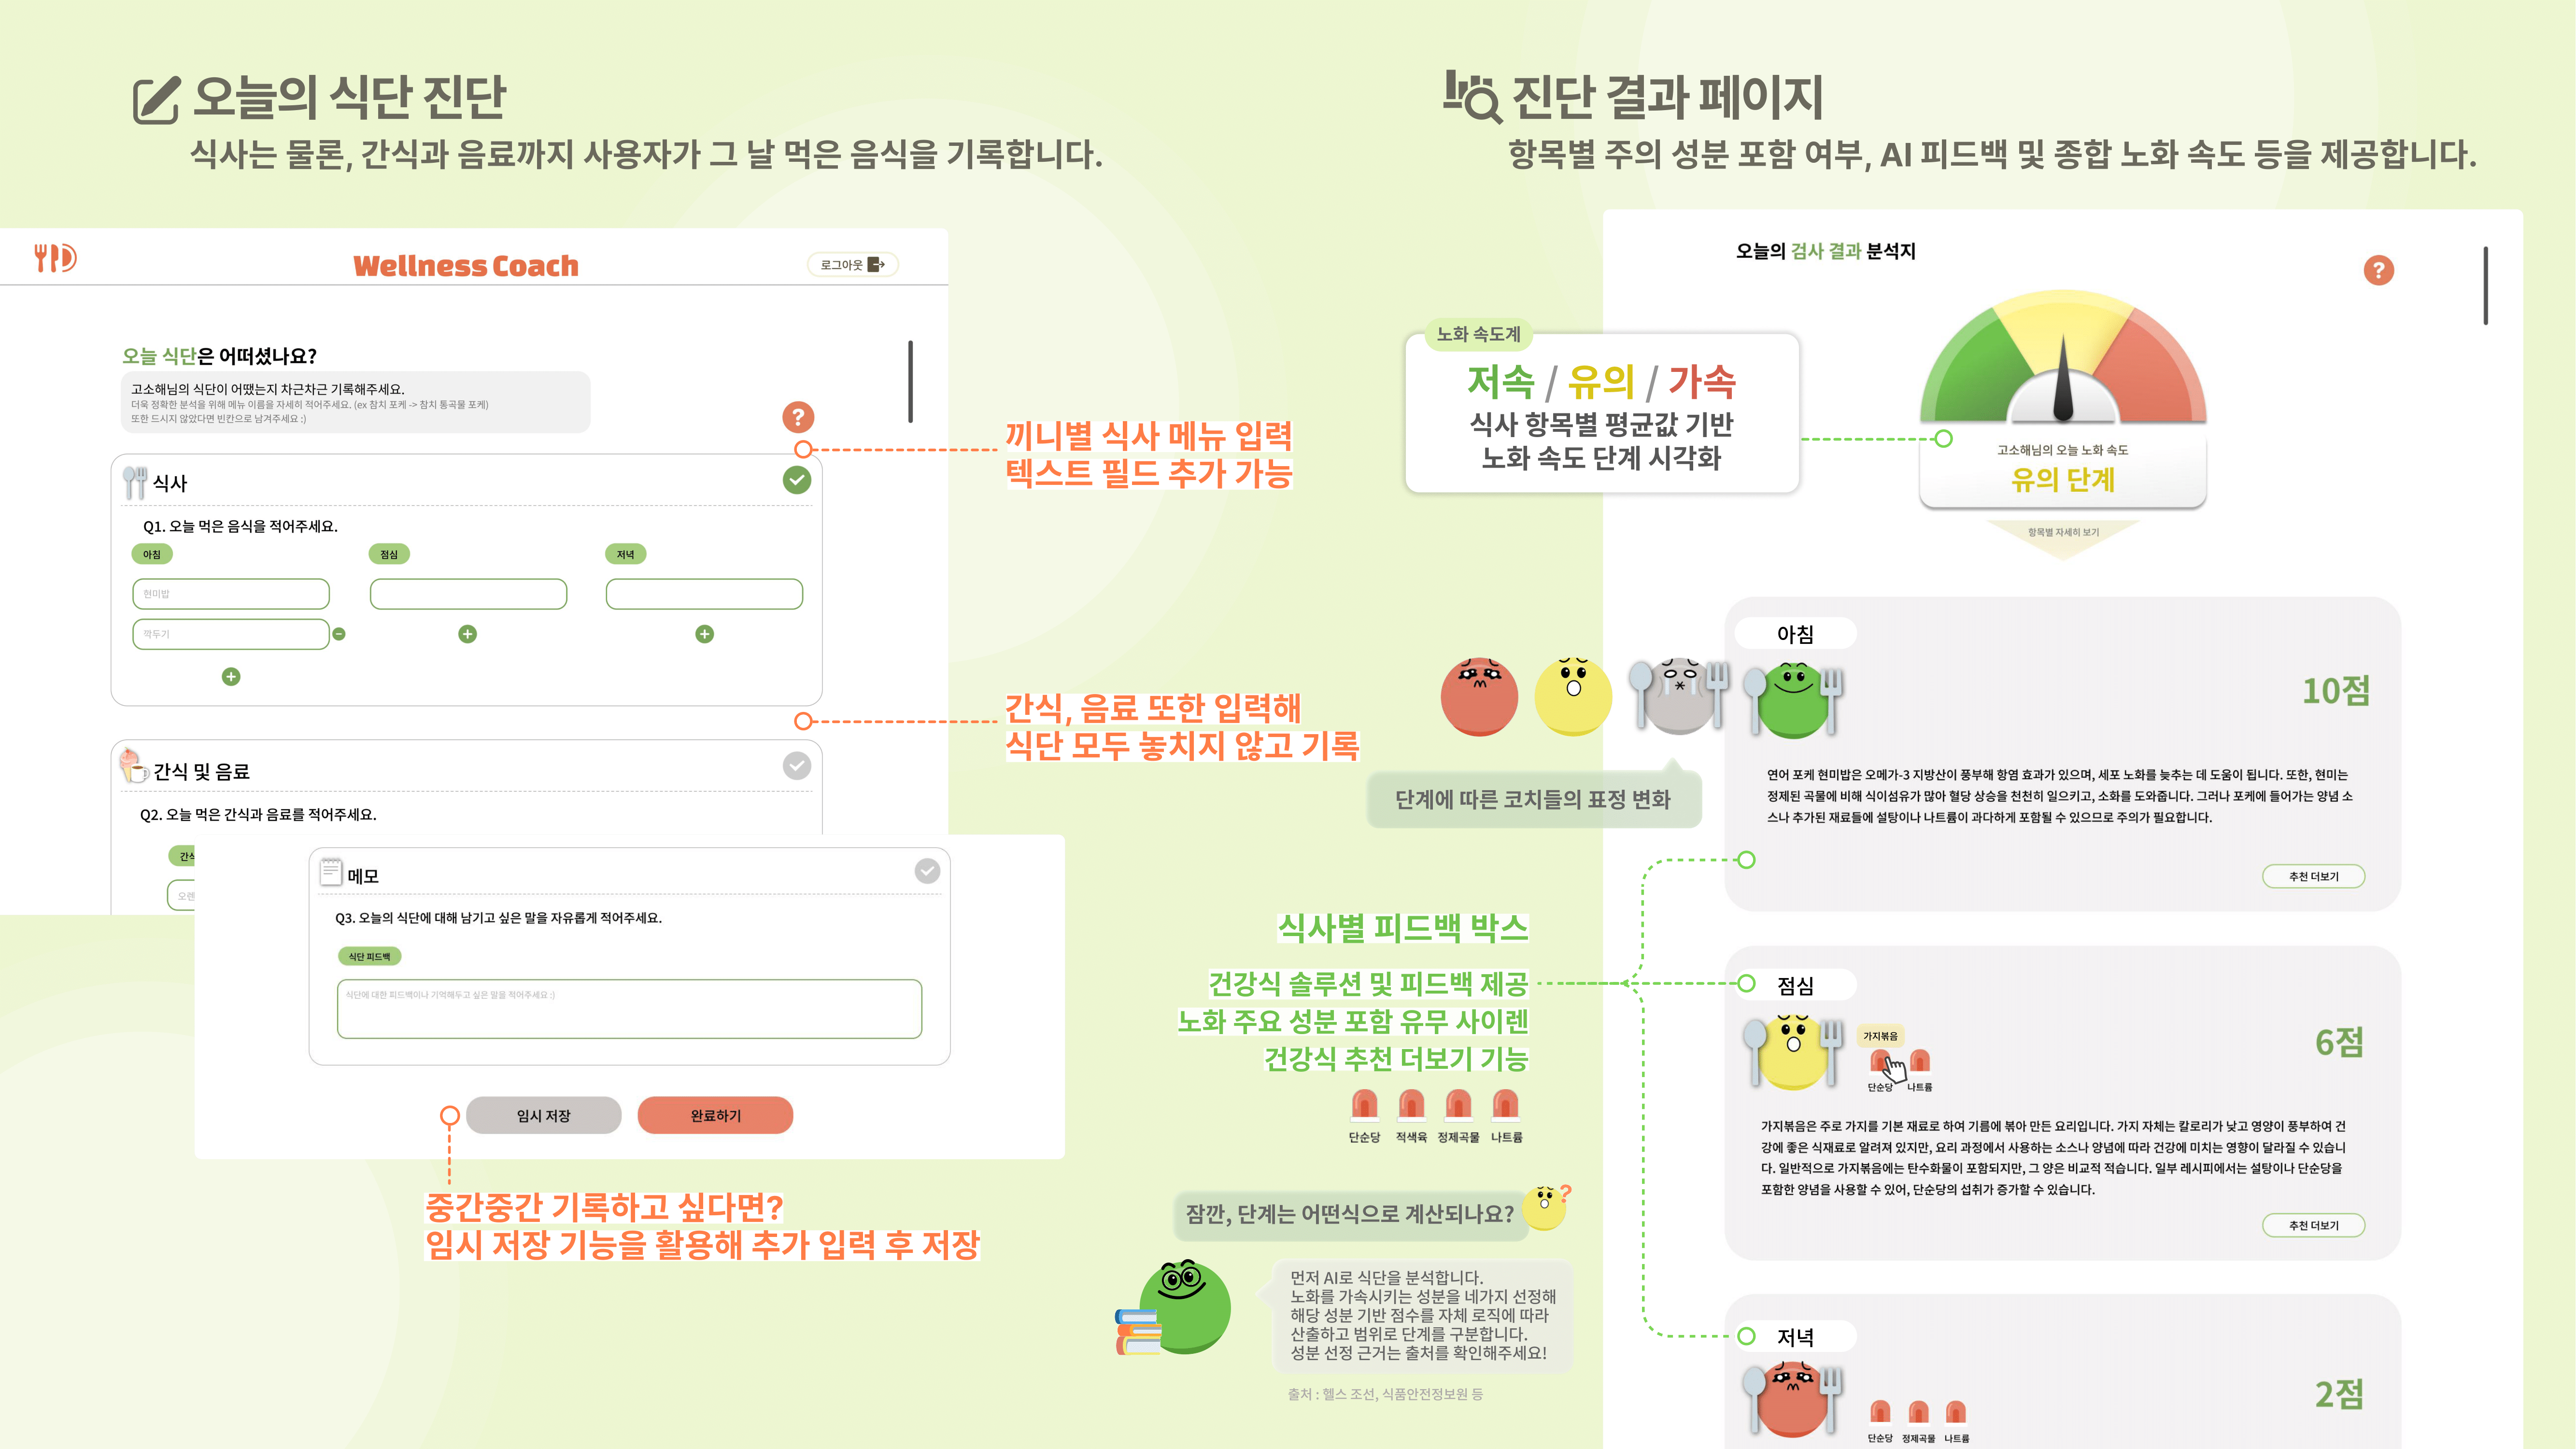 오늘의 식단 진단
식사는 물론, 간식과 음료까지 사용자가 그 날 먹은 음식을 기록합니다.
Wellness Coach
로그아웃
오늘 식단은 어떠셨나요?
고소해님의 식단이 어땠는지 차근차근 기록해주세요.
더욱 정확한 분석을 위해 메뉴 이름을 자세히 적어주세요. (ex 참치 포케 -> 참치 통곡물 포케)
또한 드시지 않았다면 빈칸으로 남겨주세요 :)
?
끼니별 식사 메뉴 입력
텍스트 필드 추가 가능
식사
Q1. 오늘 먹은 음식을 적어주세요.
아침
점심
저녁
현미밥
깍두기
간식, 음료 또한 입력해
식단 모두 놓치지 않고 기록
간식 및 음료
Q2. 오늘 먹은 간식과 음료를 적어주세요.
간식
오렌
메모
Q3. 오늘의 식단에 대해 남기고 싶은 말을 자유롭게 적어주세요.
식단 피드백
식단에 대한 피드백이나 기억해두고 싶은 말을 적어주세요 :)
임시 저장
완료하기
중간중간 기록하고 싶다면?
임시 저장 기능을 활용해 추가 입력 후 저장
진단 결과 페이지
항목별 주의 성분 포함 여부, AI 피드백 및 종합 노화 속도 등을 제공합니다.
오늘의 검사 결과 분석지
?
노화 속도계
저속 / 유의 / 가속
식사 항목별 평균값 기반
노화 속도 단계 시각화
고소해님의 오늘 노화 속도
유의 단계
항목별 자세히 보기
단계에 따른 코치들의 표정 변화
아침
10점
연어 포케 현미밥은 오메가-3 지방산이 풍부해 항염 효과가 있으며, 세포 노화를 늦추는 데 도움이 됩니다. 또한, 현미는
정제된 곡물에 비해 식이섬유가 많아 혈당 상승을 천천히 일으키고, 소화를 도와줍니다. 그러나 포케에 들어가는 양념 소
스나 추가된 재료들에 설탕이나 나트륨이 과다하게 포함될 수 있으므로 주의가 필요합니다.
추천 더보기
식사별 피드백 박스
건강식 솔루션 및 피드백 제공
노화 주요 성분 포함 유무 사이렌
건강식 추천 더보기 기능
단순당 적색육 정제곡물 나트륨
점심
6점
가지볶음
단순당 나트륨
가지볶음은 주로 가지를 기본 재료로 하여 기름에 볶아 만든 요리입니다. 가지 자체는 칼로리가 낮고 영양이 풍부하여 건
강에 좋은 식재료로 알려져 있지만, 요리 과정에서 사용하는 소스나 양념에 따라 건강에 미치는 영향이 달라질 수 있습니
다. 일반적으로 가지볶음에는 탄수화물이 포함되지만, 그 양은 비교적 적습니다. 일부 레시피에서는 설탕이나 단순당을
포함한 양념을 사용할 수 있어, 단순당의 섭취가 증가할 수 있습니다.
추천 더보기
잠깐, 단계는 어떤식으로 계산되나요?
?
먼저 AI로 식단을 분석합니다.
노화를 가속시키는 성분을 네가지 선정해
해당 성분 기반 점수를 자체 로직에 따라
산출하고 범위로 단계를 구분합니다.
성분 선정 근거는 출처를 확인해주세요!
출처 : 헬스 조선, 식품안전정보원 등
저녁
2점
단순당 정제곡물 나트륨